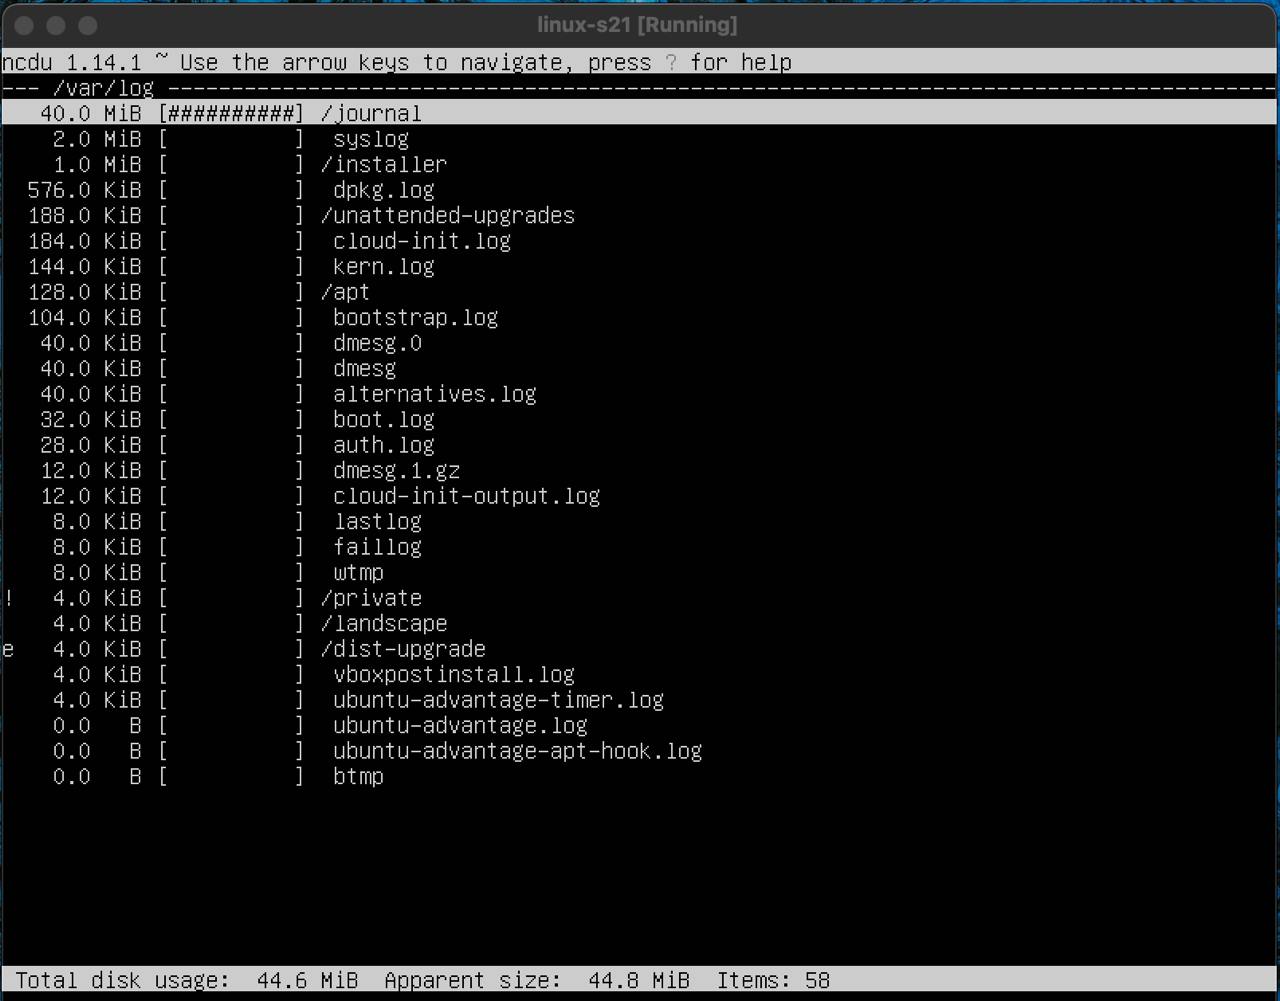 linux-s21 [Running]
ncdu 1.14.1 ~ Use the arrow keys to navigate, press ? for help
--- /var/log ---------------------------------------------------------------------------------------
   40.0 MiB [##########] /journal
    2.0 MiB [          ]  syslog
    1.0 MiB [          ] /installer
  576.0 KiB [          ]  dpkg.log
  188.0 KiB [          ] /unattended-upgrades
  184.0 KiB [          ]  cloud-init.log
  144.0 KiB [          ]  kern.log
  128.0 KiB [          ] /apt
  104.0 KiB [          ]  bootstrap.log
   40.0 KiB [          ]  dmesg.0
   40.0 KiB [          ]  dmesg
   40.0 KiB [          ]  alternatives.log
   32.0 KiB [          ]  boot.log
   28.0 KiB [          ]  auth.log
   12.0 KiB [          ]  dmesg.1.gz
   12.0 KiB [          ]  cloud-init-output.log
    8.0 KiB [          ]  lastlog
    8.0 KiB [          ]  faillog
    8.0 KiB [          ]  wtmp
!   4.0 KiB [          ] /private
    4.0 KiB [          ] /landscape
e   4.0 KiB [          ] /dist-upgrade
    4.0 KiB [          ]  vboxpostinstall.log
    4.0 KiB [          ]  ubuntu-advantage-timer.log
    0.0   B [          ]  ubuntu-advantage.log
    0.0   B [          ]  ubuntu-advantage-apt-hook.log
    0.0   B [          ]  btmp
Total disk usage:  44.6 MiB  Apparent size:  44.8 MiB  Items: 58